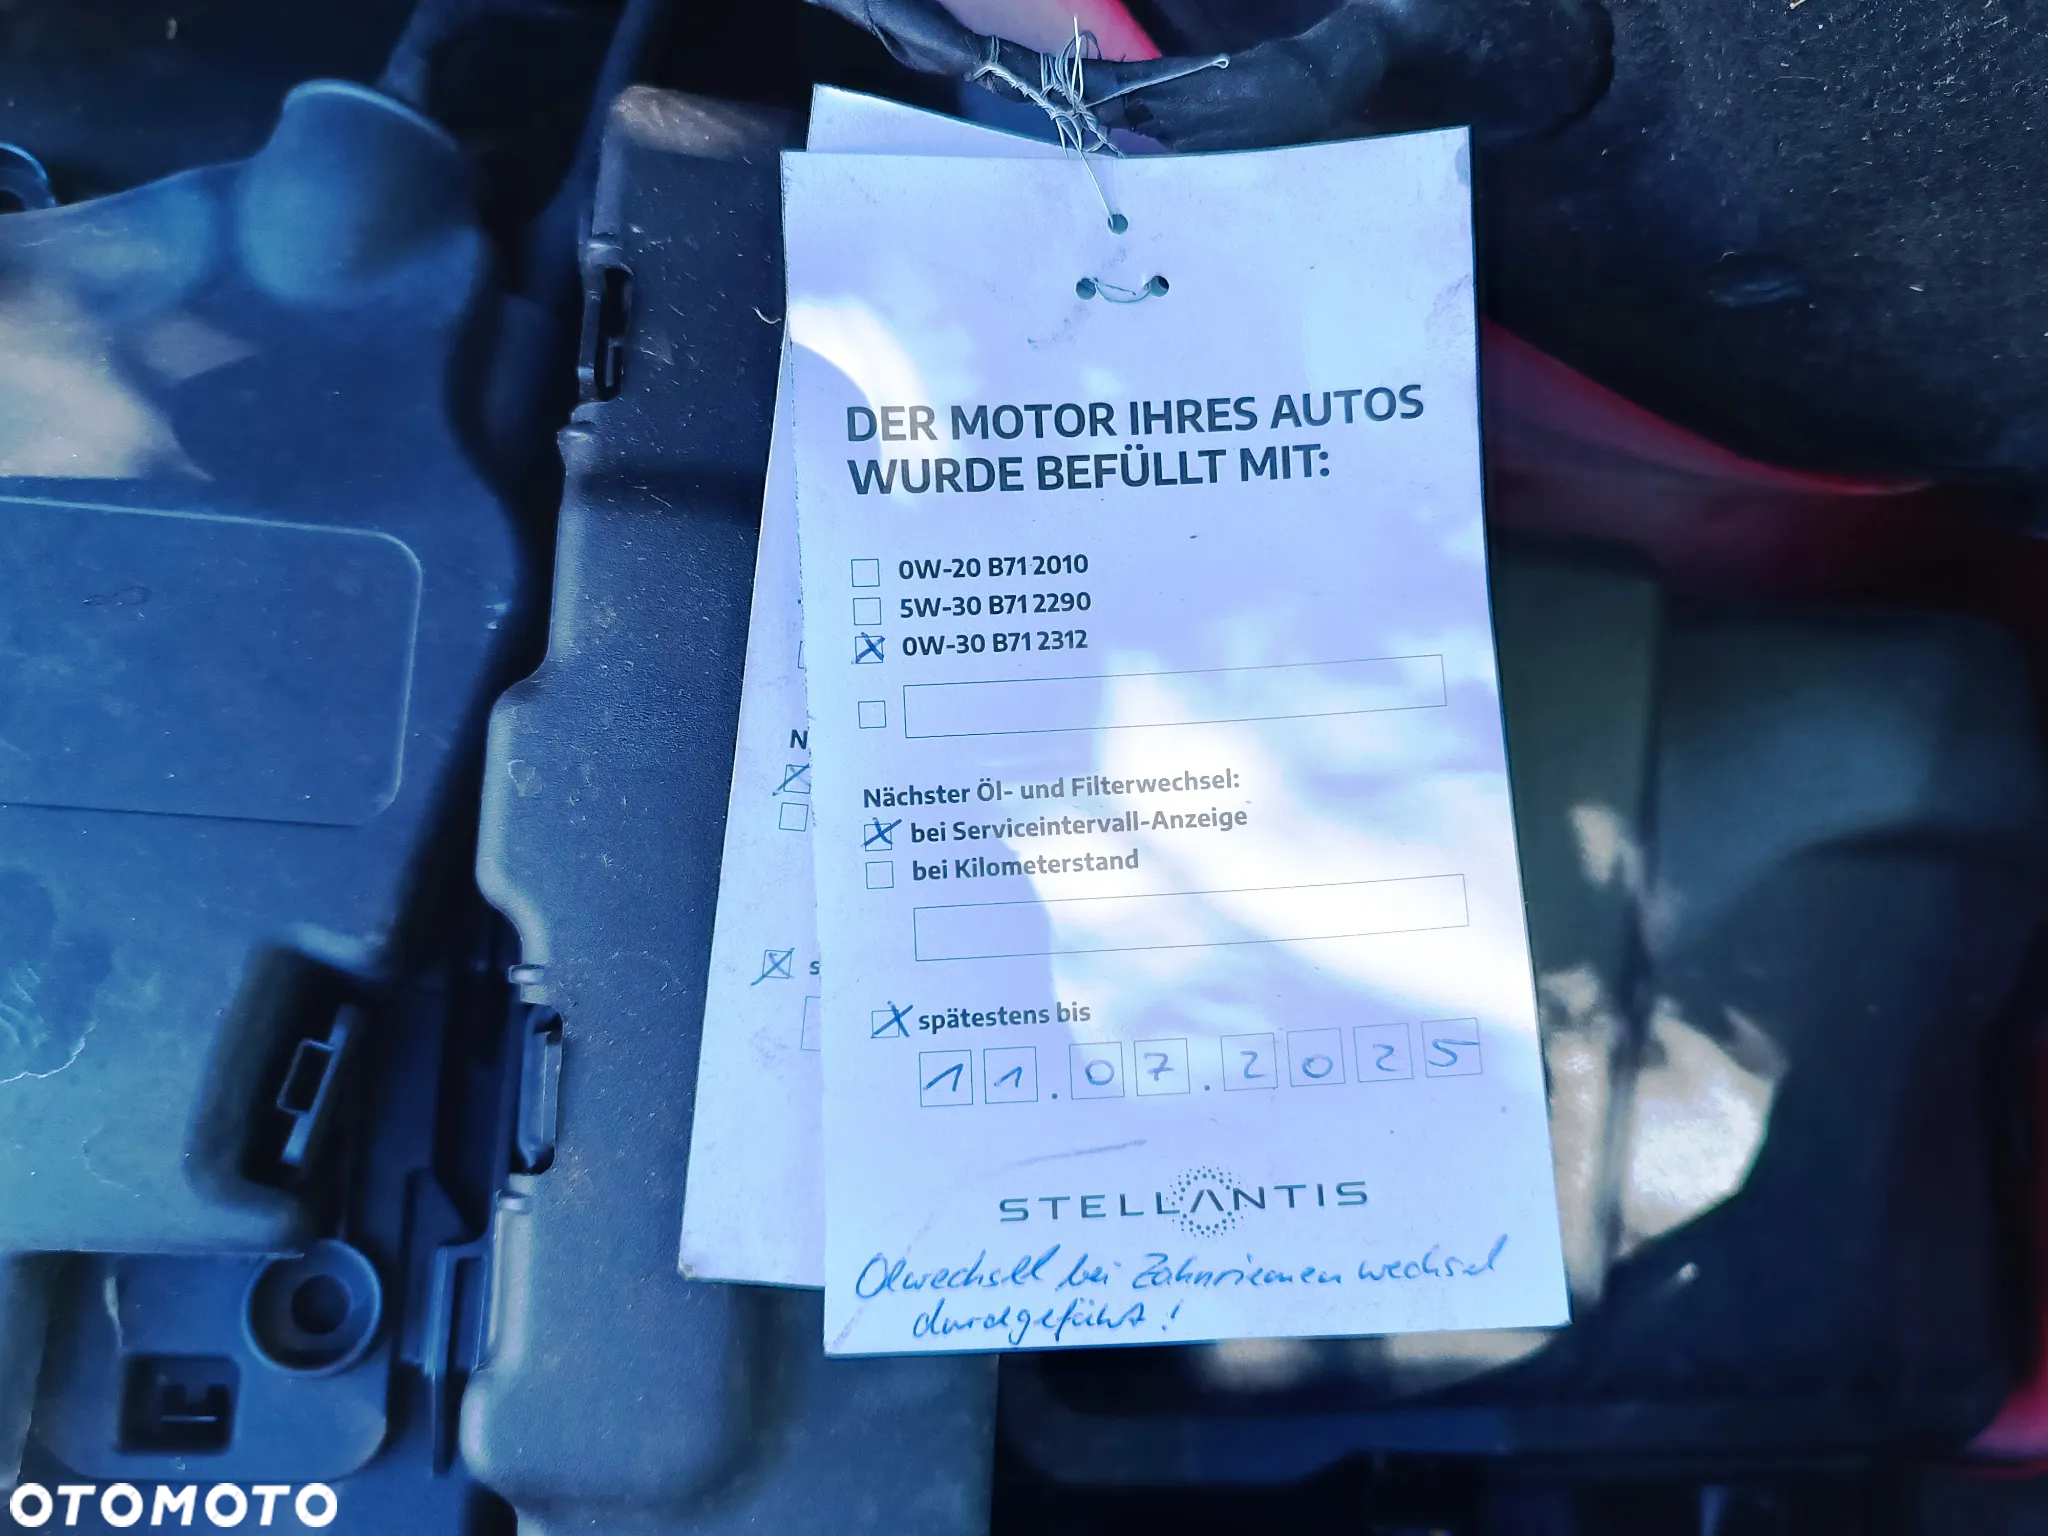 DER MOTOR IHRES AUTOS
WURDE BEFÜLLT MIT:
0W-20 B71 2010
5W-30 B71 2290
0W-30 B71 2312
Nächster Öl- und Filterwechsel:
bei Serviceintervall-Anzeige
bei Kilometerstand
spätestens bis
11.07.2025
STELLANTIS
Ölwechsel bei Zahnriemenwechsel
durchgeführt!
N
s
OTOMOTO